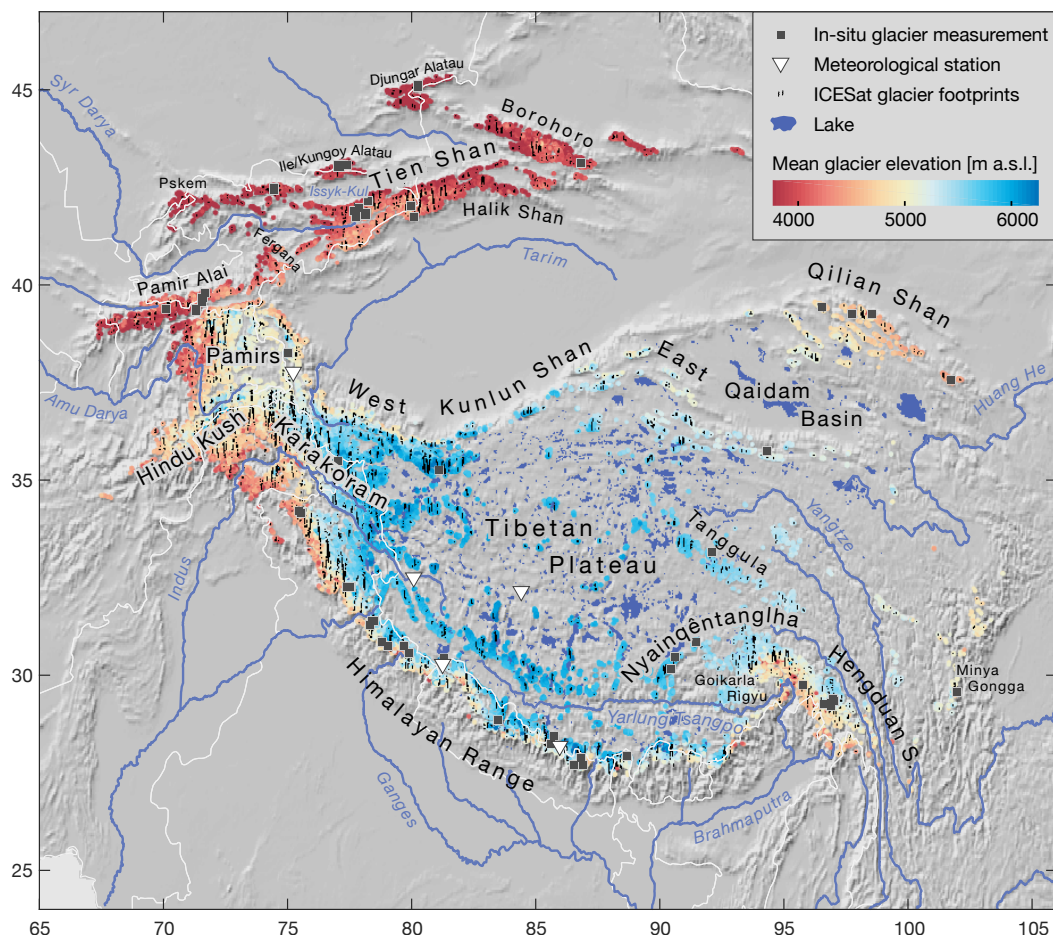 In-situ glacier measurement
Meteorological station
ICESat glacier footprints
Lake
Mean glacier elevation [m a.s.l.]
4000
5000
6000
Djungar Alatau
Borohoro
Syr Darya
Ile/Kungoy Alatau
Tien Shan
Pskem
Issyk-Kul
Halik Shan
Fergana
Tarim
Pamir Alai
Qilian Shan
Pamirs
East
Amu Darya
West
Kunlun Shan
Qaidam
Basin
Huang He
Hindu Kush
Karakoram
Tibetan
Plateau
Tanggula
Yangtze
Indus
Nyainqêntanglha
Goikarla
Rigyu
Hengduan S.
Minya
Gongga
Himalayan Range
Yarlung Tsangpo
Ganges
Brahmaputra
45
40
35
30
25
65
70
75
80
85
90
95
100
105